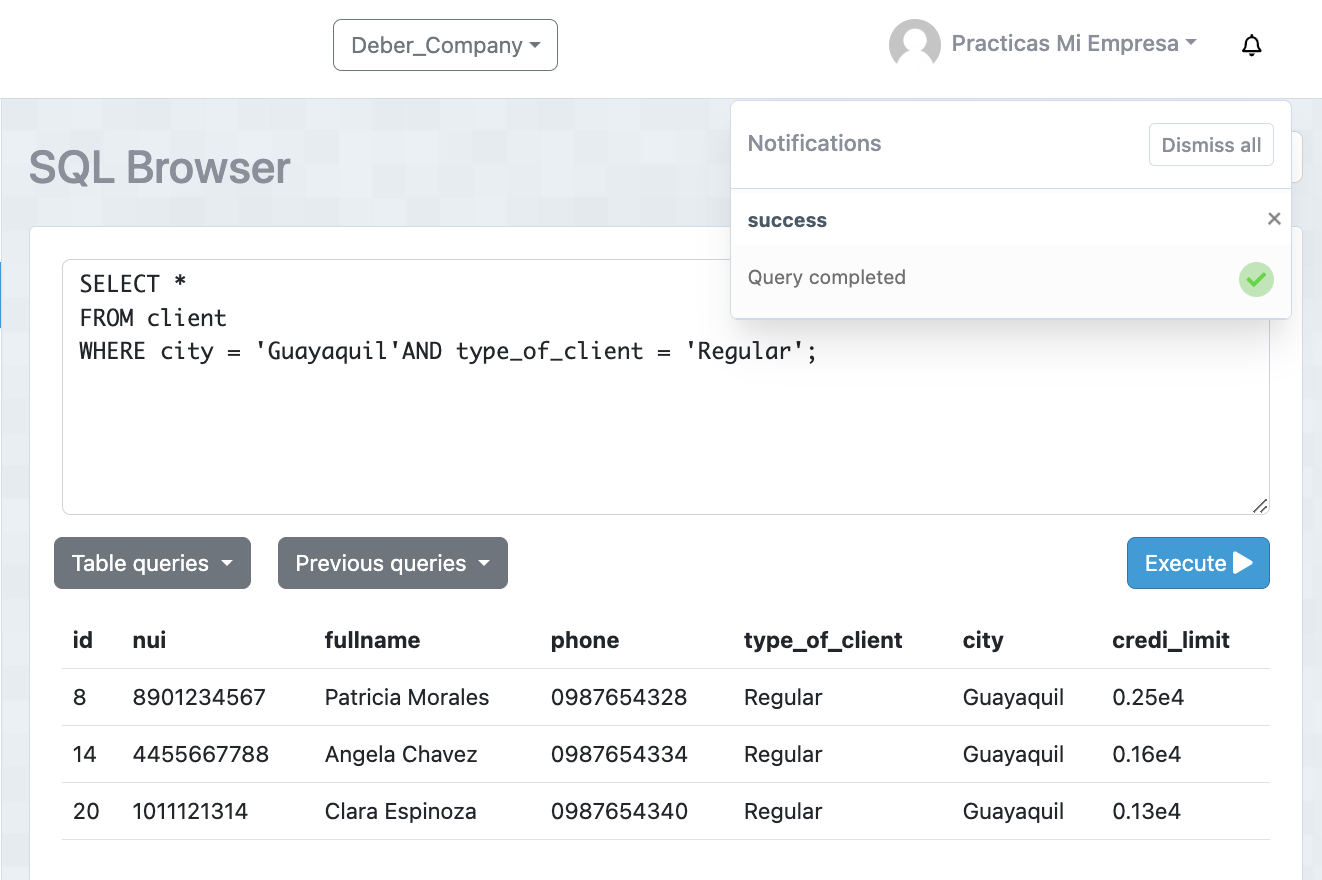 Deber_Company
Practicas Mi Empresa
Notifications
Dismiss all
SQL Browser
success
×
Query completed
SELECT *
FROM client
WHERE city = 'Guayaquil'AND type_of_client = 'Regular';
Table queries
Previous queries
Execute
id nui fullname phone type_of_client city credi_limit
8 8901234567 Patricia Morales 0987654328 Regular Guayaquil 0.25e4
14 4455667788 Angela Chavez 0987654334 Regular Guayaquil 0.16e4
20 1011121314 Clara Espinoza 0987654340 Regular Guayaquil 0.13e4